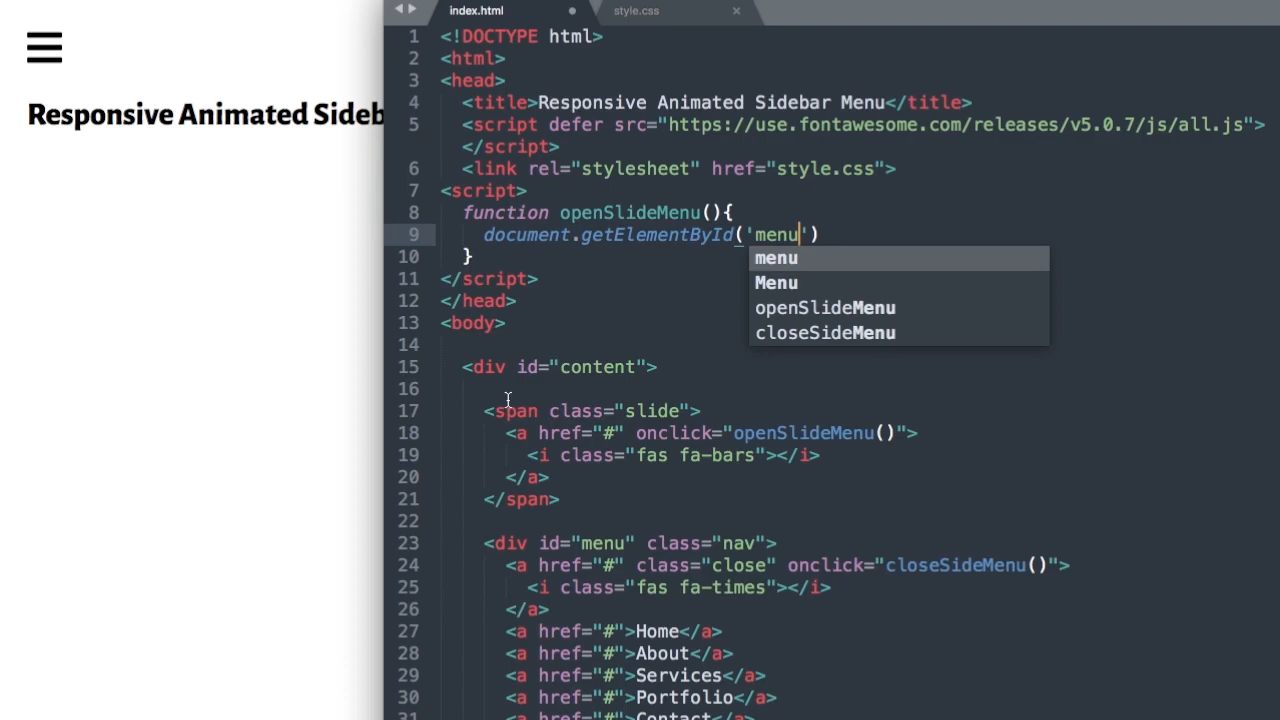 index.html
style.css
Responsive Animated Sideb
1 <!DOCTYPE html>
2 <html>
3 <head>
4 <title>Responsive Animated Sidebar Menu</title>
5 <script defer src="https://use.fontawesome.com/releases/v5.0.7/js/all.js">
</script>
6 <link rel="stylesheet" href="style.css">
7 <script>
8 function openSlideMenu(){
9 document.getElementById('menu')
10 }
11 </script>
12 </head>
13 <body>
14
15 <div id="content">
16
17 <span class="slide">
18 <a href="#" onclick="openSlideMenu()">
19 <i class="fas fa-bars"></i>
20 </a>
21 </span>
22
23 <div id="menu" class="nav">
24 <a href="#" class="close" onclick="closeSideMenu()">
25 <i class="fas fa-times"></i>
26 </a>
27 <a href="#">Home</a>
28 <a href="#">About</a>
29 <a href="#">Services</a>
30 <a href="#">Portfolio</a>
31 <a href="#">Contact</a>
menu
Menu
openSlideMenu
closeSideMenu